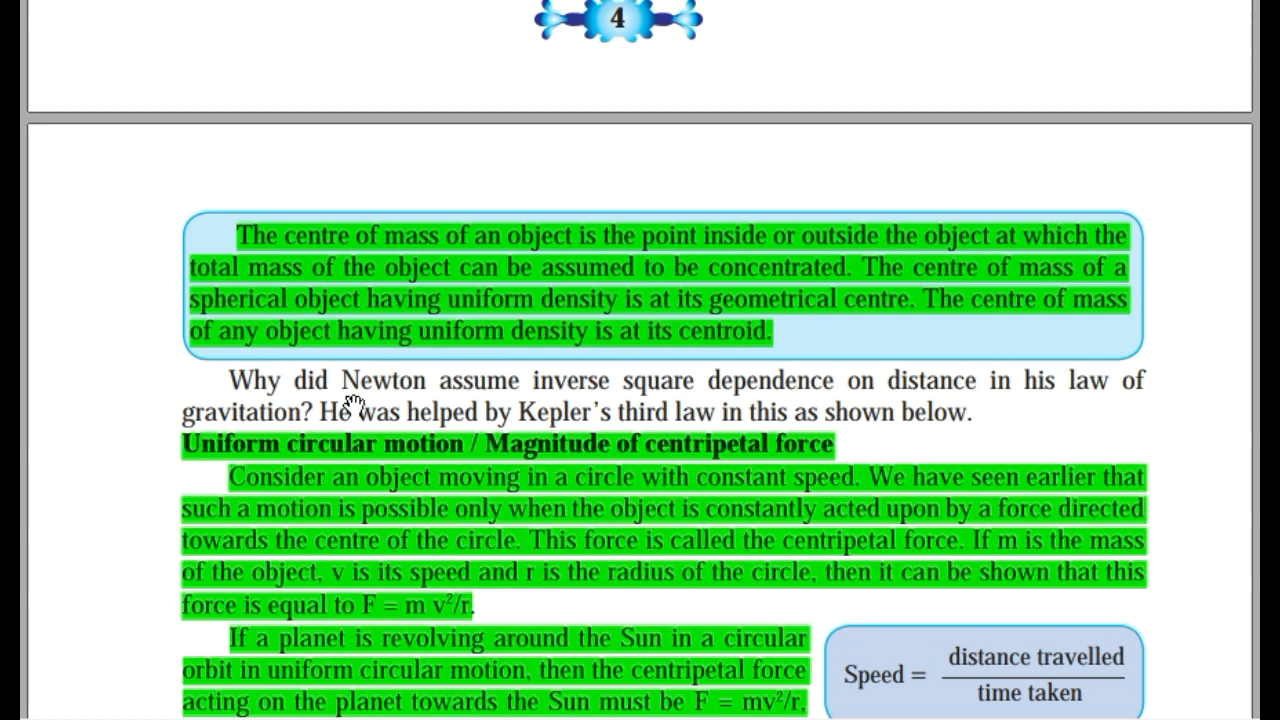 4
The centre of mass of an object is the point inside or outside the object at which the
total mass of the object can be assumed to be concentrated. The centre of mass of a
spherical object having uniform density is at its geometrical centre. The centre of mass
of any object having uniform density is at its centroid.
Why did Newton assume inverse square dependence on distance in his law of
gravitation? He was helped by Kepler’s third law in this as shown below.
Uniform circular motion / Magnitude of centripetal force
Consider an object moving in a circle with constant speed. We have seen earlier that
such a motion is possible only when the object is constantly acted upon by a force directed
towards the centre of the circle. This force is called the centripetal force. If m is the mass
of the object, v is its speed and r is the radius of the circle, then it can be shown that this
force is equal to F = m v²/r.
If a planet is revolving around the Sun in a circular
orbit in uniform circular motion, then the centripetal force
acting on the planet towards the Sun must be F = mv²/r,
Speed = distance travelled
time taken